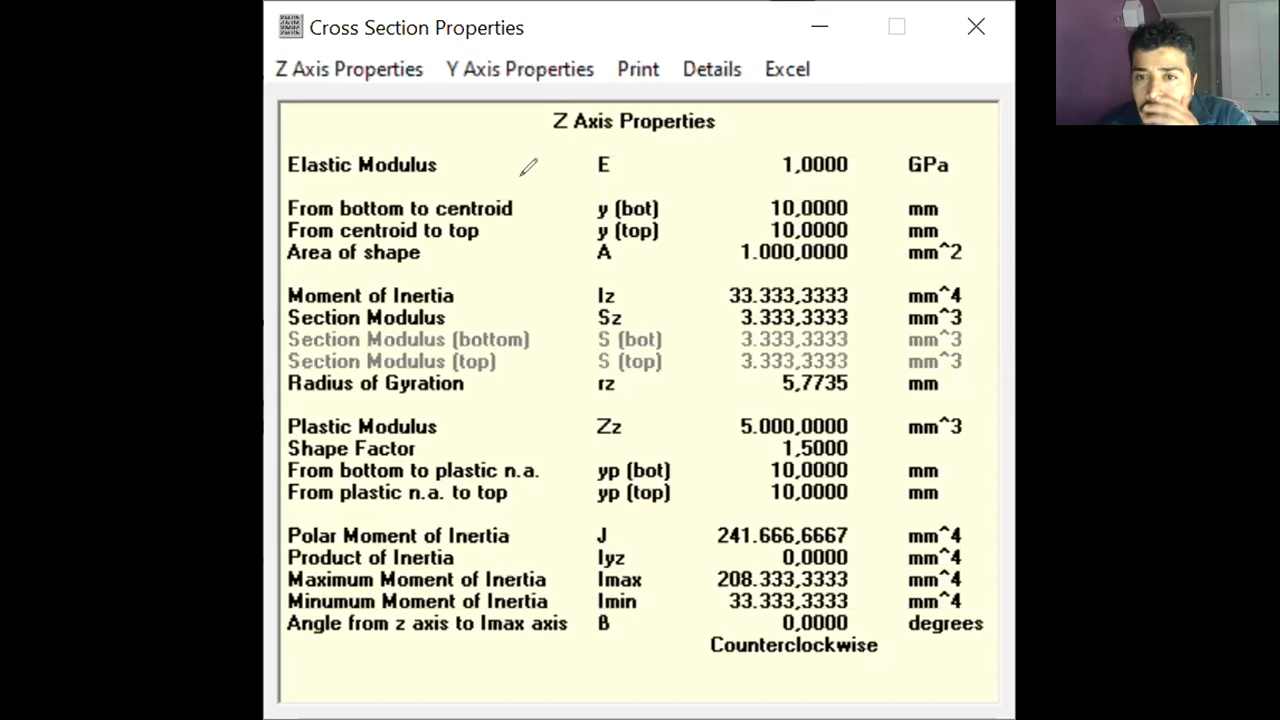 Cross Section Properties
Z Axis Properties Y Axis Properties Print Details Excel
Z Axis Properties
Elastic Modulus E 1,0000 GPa
From bottom to centroid y (bot) 10,0000 mm
From centroid to top y (top) 10,0000 mm
Area of shape A 1.000,0000 mm^2
Moment of Inertia Iz 33.333,3333 mm^4
Section Modulus Sz 3.333,3333 mm^3
Section Modulus (bottom) S (bot) 3.333,3333 mm^3
Section Modulus (top) S (top) 3.333,3333 mm^3
Radius of Gyration rz 5,7735 mm
Plastic Modulus Zz 5.000,0000 mm^3
Shape Factor 1,5000
From bottom to plastic n.a. yp (bot) 10,0000 mm
From plastic n.a. to top yp (top) 10,0000 mm
Polar Moment of Inertia J 241.666,6667 mm^4
Product of Inertia Iyz 0,0000 mm^4
Maximum Moment of Inertia Imax 208.333,3333 mm^4
Minumum Moment of Inertia Imin 33.333,3333 mm^4
Angle from z axis to Imax axis ß 0,0000 degrees
Counterclockwise